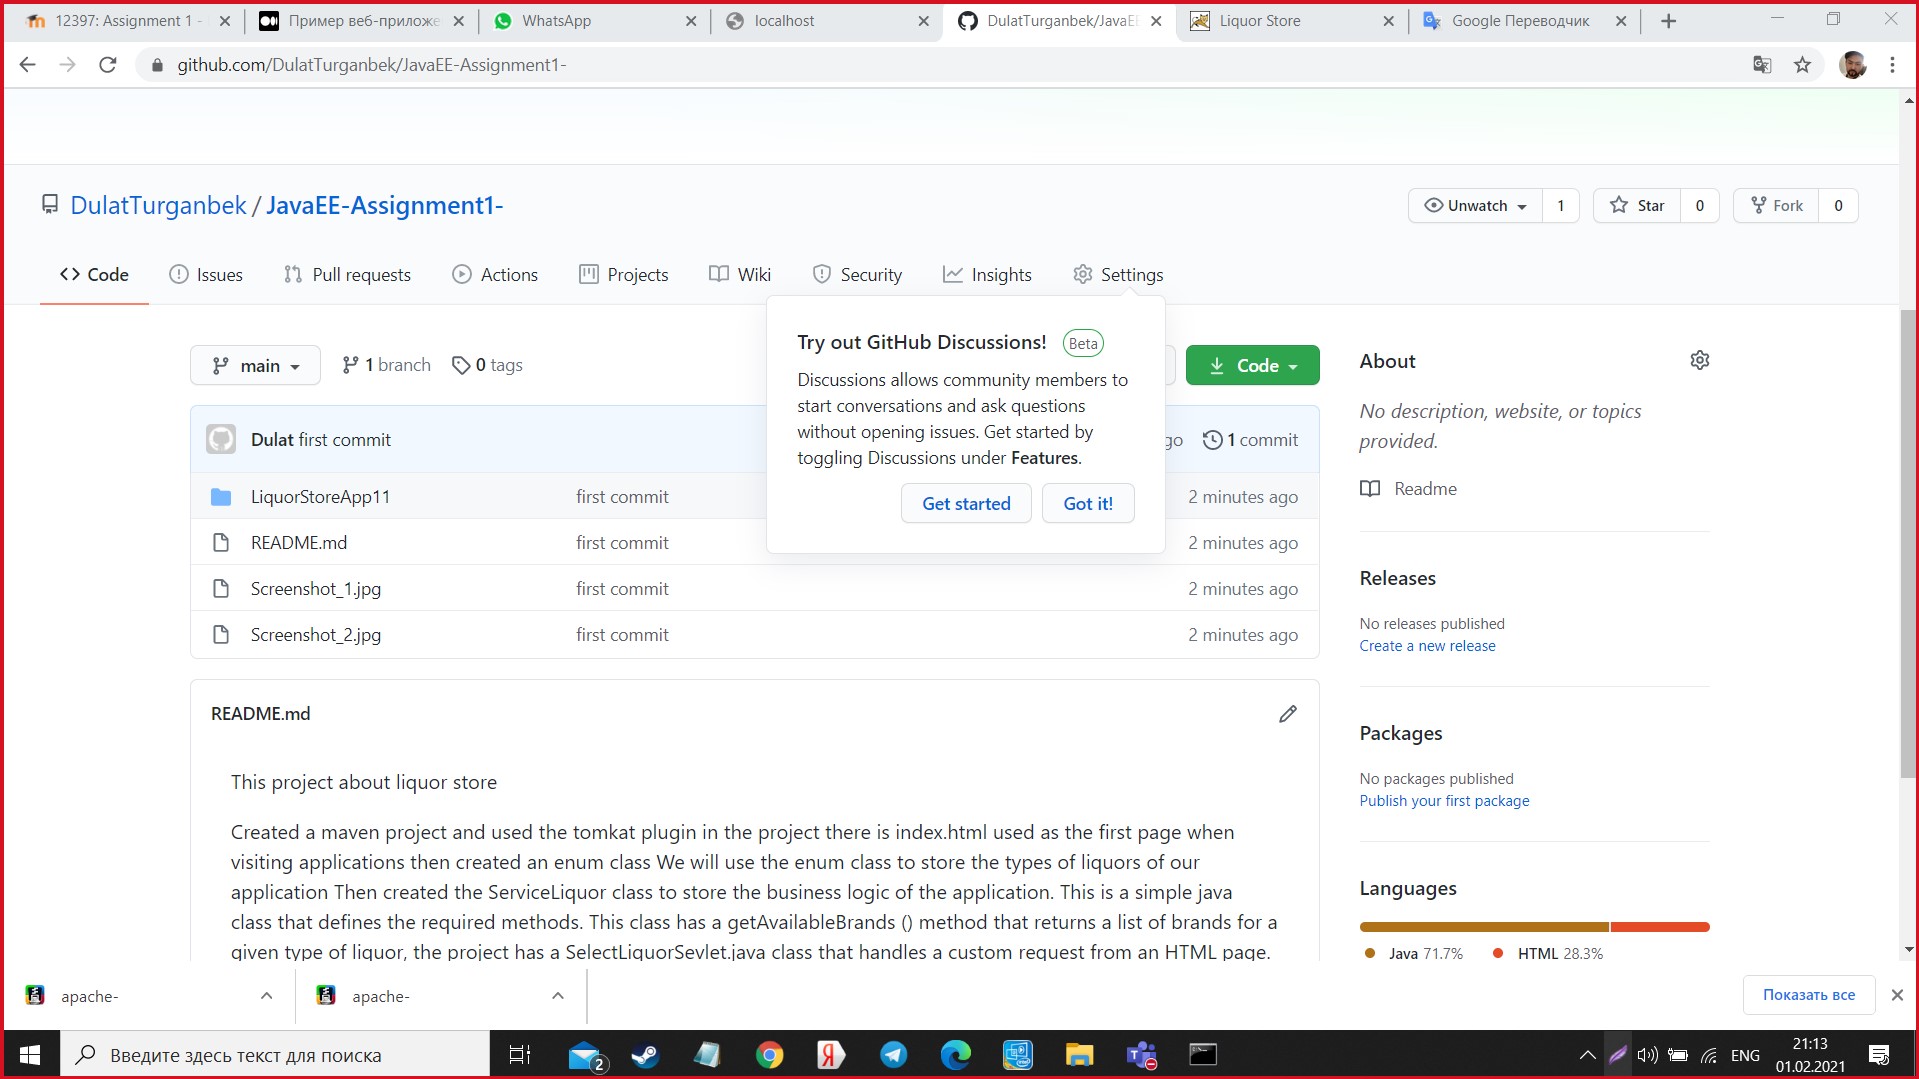 12397: Assignment 1 -
Пример веб-приложе
WhatsApp
localhost
DulatTurganbek/JavaEE
Liquor Store
Google Переводчик
github.com/DulatTurganbek/JavaEE-Assignment1-
DulatTurganbek / JavaEE-Assignment1-
Unwatch 1
Star 0
Fork 0
Code
Issues
Pull requests
Actions
Projects
Wiki
Security
Insights
Settings
Try out GitHub Discussions! Beta
Discussions allows community members to
start conversations and ask questions
without opening issues. Get started by
toggling Discussions under Features.
Get started
Got it!
main
1 branch
0 tags
Code
Dulat first commit
go
1 commit
LiquorStoreApp11 first commit 2 minutes ago
README.md first commit 2 minutes ago
Screenshot_1.jpg first commit 2 minutes ago
Screenshot_2.jpg first commit 2 minutes ago
About
No description, website, or topics
provided.
Readme
Releases
No releases published
Create a new release
Packages
No packages published
Publish your first package
Languages
Java 71.7% HTML 28.3%
README.md
This project about liquor store
Created a maven project and used the tomkat plugin in the project there is index.html used as the first page when
visiting applications then created an enum class We will use the enum class to store the types of liquors of our
application Then created the ServiceLiquor class to store the business logic of the application. This is a simple java
class that defines the required methods. This class has a getAvailableBrands () method that returns a list of brands for a
given type of liquor, the project has a SelectLiquorSevlet.java class that handles a custom request from an HTML page.
apache-
apache-
Показать все
Введите здесь текст для поиска
2
ENG
21:13
01.02.2021